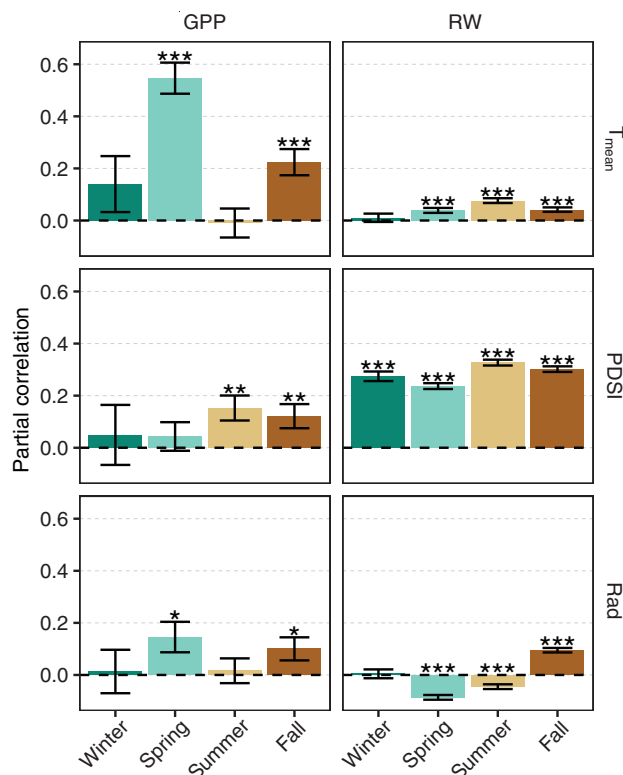 GPP RW
0.6 *** T mean
0.4 ***
0.2 *** *** ***
0.0
0.6 PDSI
0.4 *** *** *** ***
0.2 ** **
0.0
Partial correlation
0.6 Rad
0.4
0.2 * * ***
0.0 *** ***
Winter Spring Summer Fall Winter Spring Summer Fall